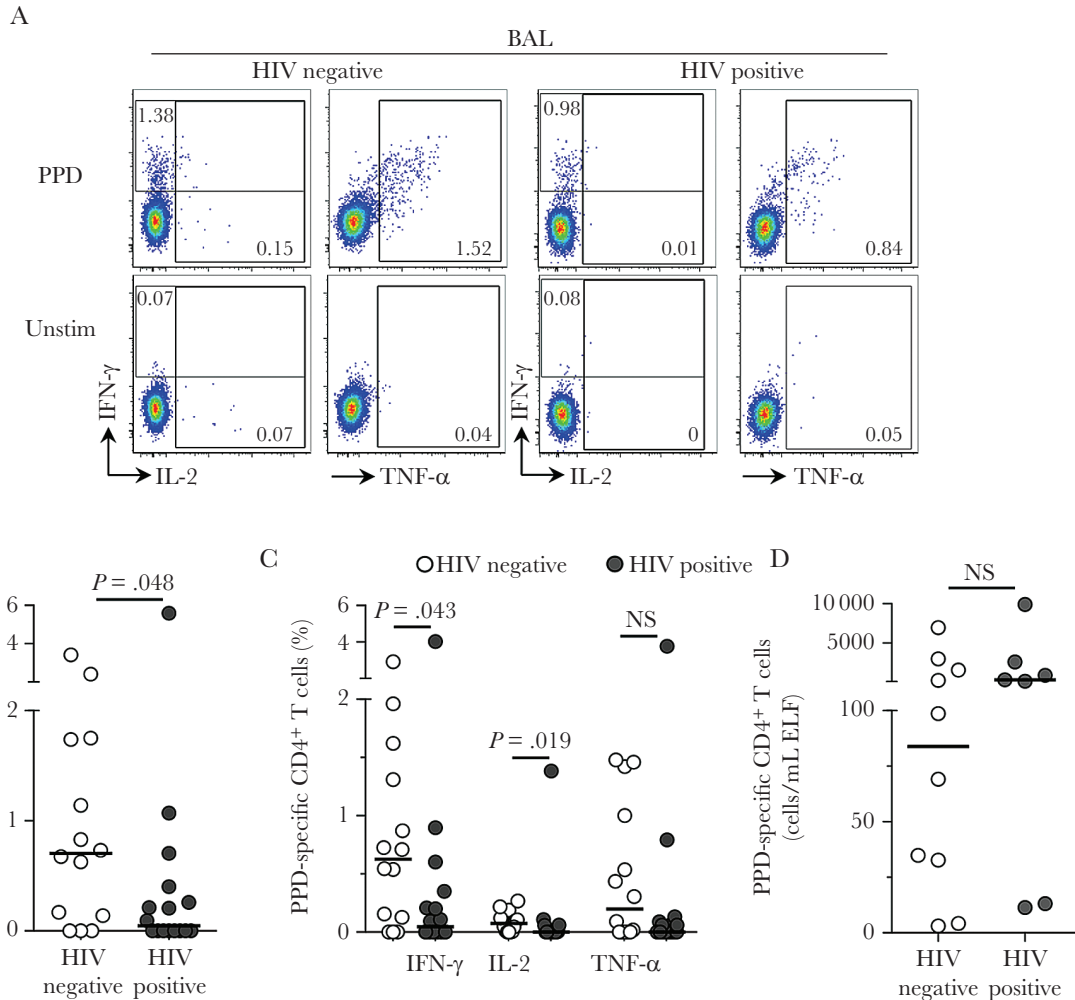 A
BAL
HIV negative HIV positive
PPD
1.38
0.15
1.52
0.98
0.01
0.84
Unstim
0.07
0.07
0.04
0.08
0
0.05
IFN-γ
IL-2
TNF-α
IFN-γ
IL-2
TNF-α
P = .048
6
4
2
1
0
HIV
negative
HIV
positive
C
HIV negative HIV positive
PPD-specific CD4+ T cells (%)
6
4
2
1
0
P = .043
P = .019
NS
IFN-γ IL-2 TNF-α
D
NS
PPD-specific CD4+ T cells
(cells/mL ELF)
10 000
5000
100
50
0
HIV
negative
HIV
positive